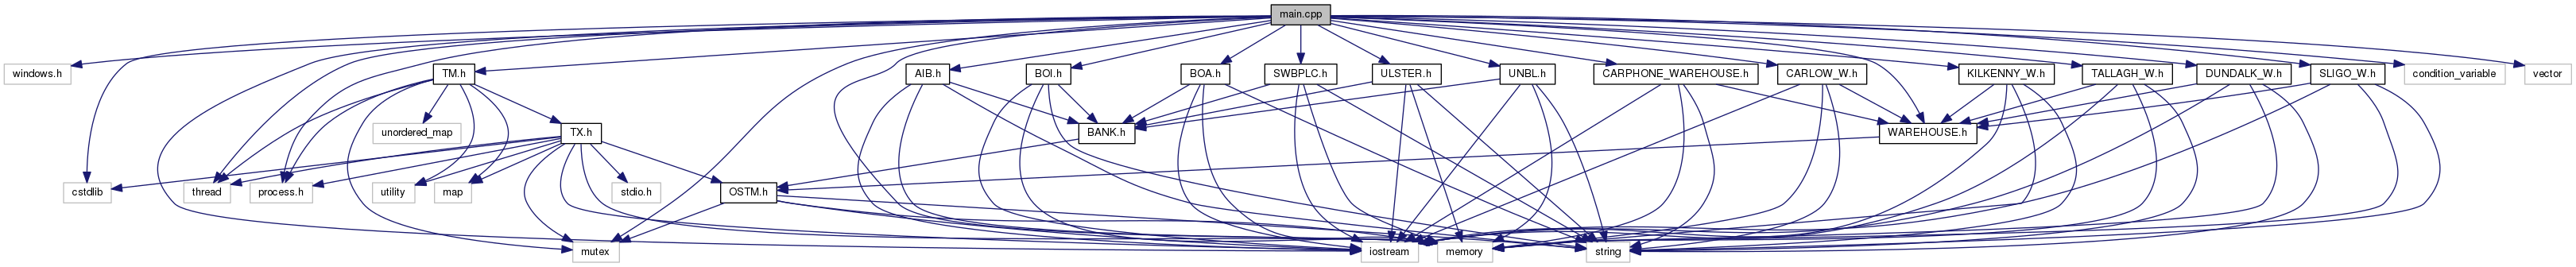 main.cpp
windows.h
TM.h
AIB.h
BOI.h
BOA.h
SWBPLC.h
ULSTER.h
UNBL.h
CARPHONE_WAREHOUSE.h
CARLOW_W.h
KILKENNY_W.h
TALLAGH_W.h
DUNDALK_W.h
SLIGO_W.h
condition_variable
vector
unordered_map
TX.h
BANK.h
WAREHOUSE.h
cstdlib
thread
process.h
utility
map
stdio.h
OSTM.h
mutex
iostream
memory
string